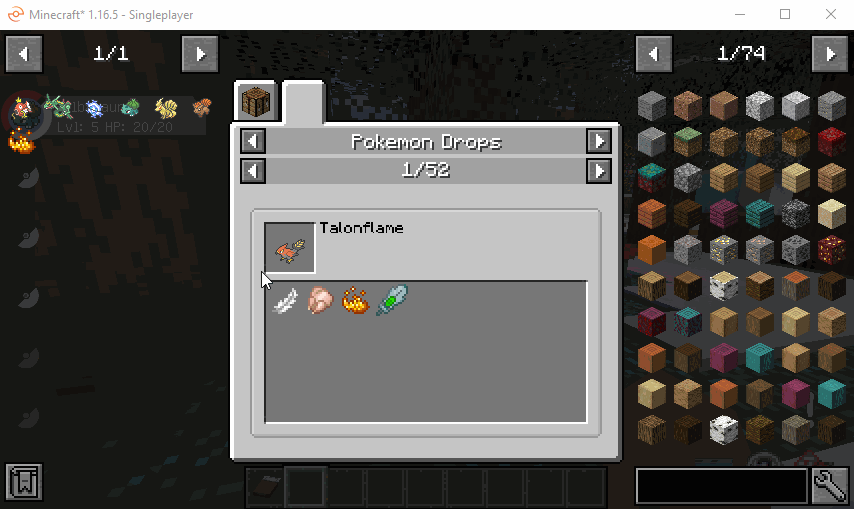 Minecraft* 1.16.5 - Singleplayer
1/1
1/74
Lvl: 5 HP: 20/20
Pokemon Drops
1/52
Talonflame